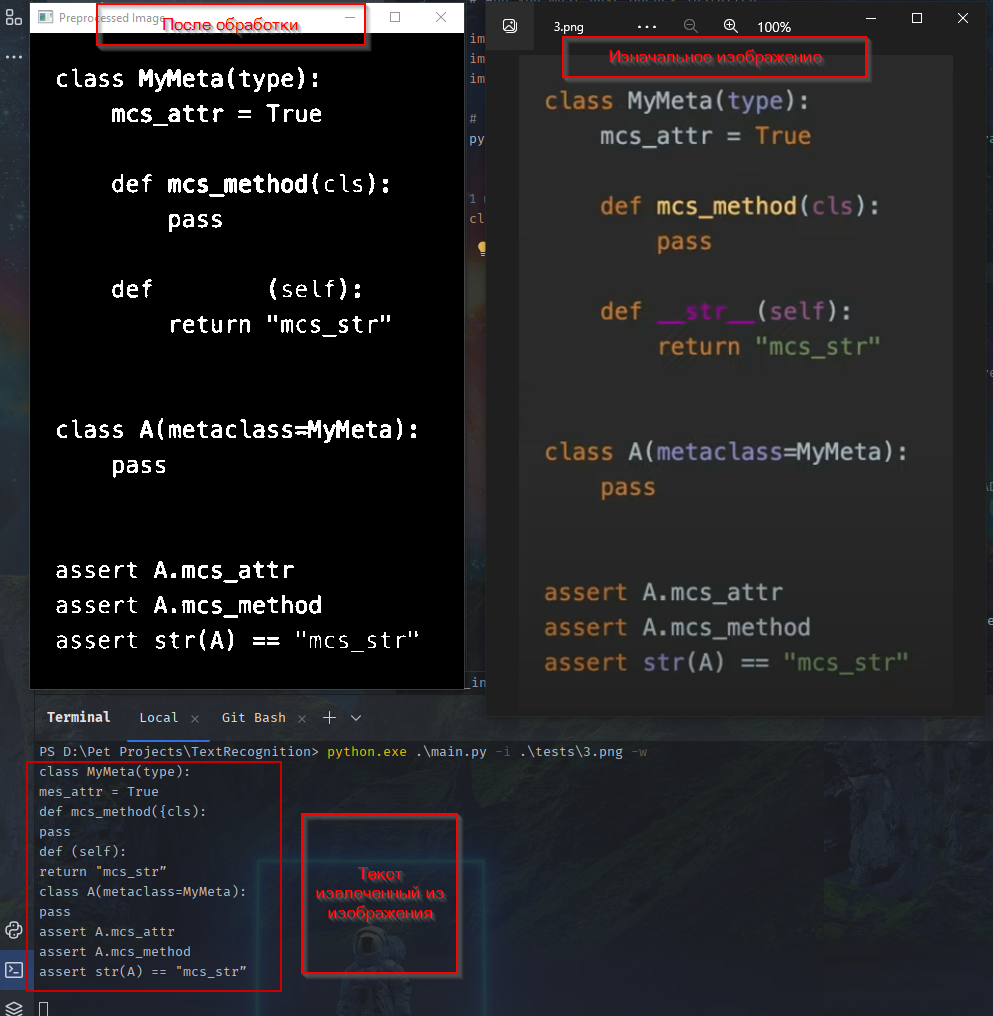 Preprocessed Image
После обработки
class MyMeta(type):
    mcs_attr = True
    def mcs_method(cls):
        pass
    def        (self):
        return "mcs_str"
class A(metaclass=MyMeta):
    pass
assert A.mcs_attr
assert A.mcs_method
assert str(A) == "mcs_str"
3.png
100%
Изначальное изображение
class MyMeta(type):
    mcs_attr = True
    def mcs_method(cls):
        pass
    def __str__(self):
        return "mcs_str"
class A(metaclass=MyMeta):
    pass
assert A.mcs_attr
assert A.mcs_method
assert str(A) == "mcs_str"
Terminal Local × Git Bash × +
PS D:\Pet Projects\TextRecognition> python.exe .\main.py -i .\tests\3.png -w
class MyMeta(type):
mes_attr = True
def mcs_method({cls):
pass
def (self):
return "mcs_str”
class A(metaclass=MyMeta):
pass
assert A.mcs_attr
assert A.mcs_method
assert str(A) == "mcs_str”
Текст
извлеченный из
изображения